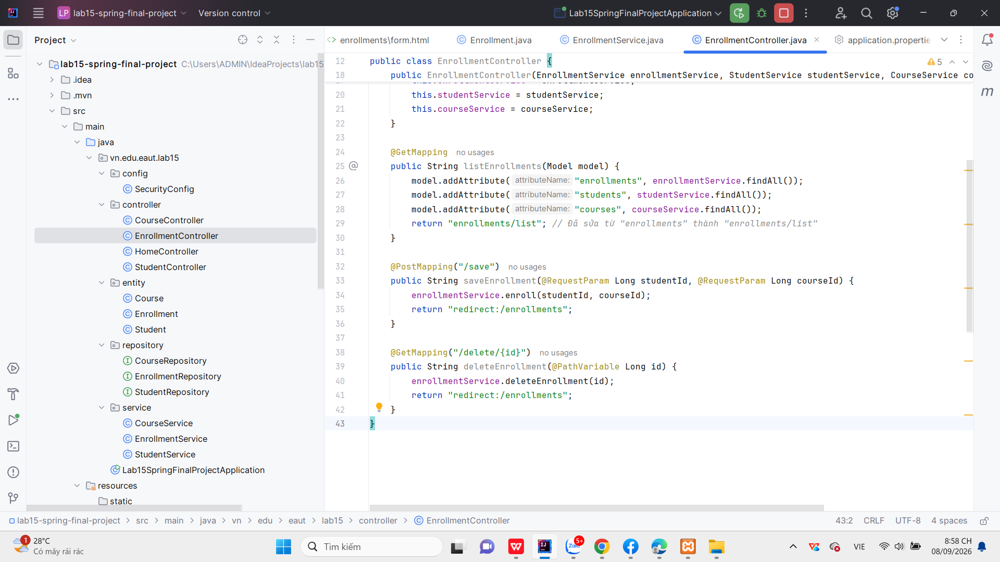 LP lab15-spring-final-project Version control Lab15SpringFinalProjectApplication
Project
enrollments\form.html Enrollment.java EnrollmentService.java EnrollmentController.java application.propertie
lab15-spring-final-project C:\Users\ADMIN\IdeaProjects\lab15
.idea
.mvn
src
main
java
vn.edu.eaut.lab15
config
SecurityConfig
controller
CourseController
EnrollmentController
HomeController
StudentController
entity
Course
Enrollment
Student
repository
CourseRepository
EnrollmentRepository
StudentRepository
service
CourseService
EnrollmentService
StudentService
Lab15SpringFinalProjectApplication
resources
static
5
12 public class EnrollmentController {
18 public EnrollmentController(EnrollmentService enrollmentService, StudentService studentService, CourseService co
20 this.studentService = studentService;
21 this.courseService = courseService;
22 }
23
24 @GetMapping no usages
25 public String listEnrollments(Model model) {
26 model.addAttribute( attributeName: "enrollments", enrollmentService.findAll());
27 model.addAttribute( attributeName: "students", studentService.findAll());
28 model.addAttribute( attributeName: "courses", courseService.findAll());
29 return "enrollments/list"; // Đã sửa từ "enrollments" thành "enrollments/list"
30 }
31
32 @PostMapping("/save") no usages
33 public String saveEnrollment(@RequestParam Long studentId, @RequestParam Long courseId) {
34 enrollmentService.enroll(studentId, courseId);
35 return "redirect:/enrollments";
36 }
37
38 @GetMapping("/delete/{id}") no usages
39 public String deleteEnrollment(@PathVariable Long id) {
40 enrollmentService.deleteEnrollment(id);
41 return "redirect:/enrollments";
42 }
43 }
lab15-spring-final-project > src > main > java > vn > edu > eaut > lab15 > controller > EnrollmentController 43:2 CRLF UTF-8 4 spaces
1 28°C
Có mây rải rác
Tìm kiếm
Zalo 5+
VIE
8:58 CH
08/09/2026